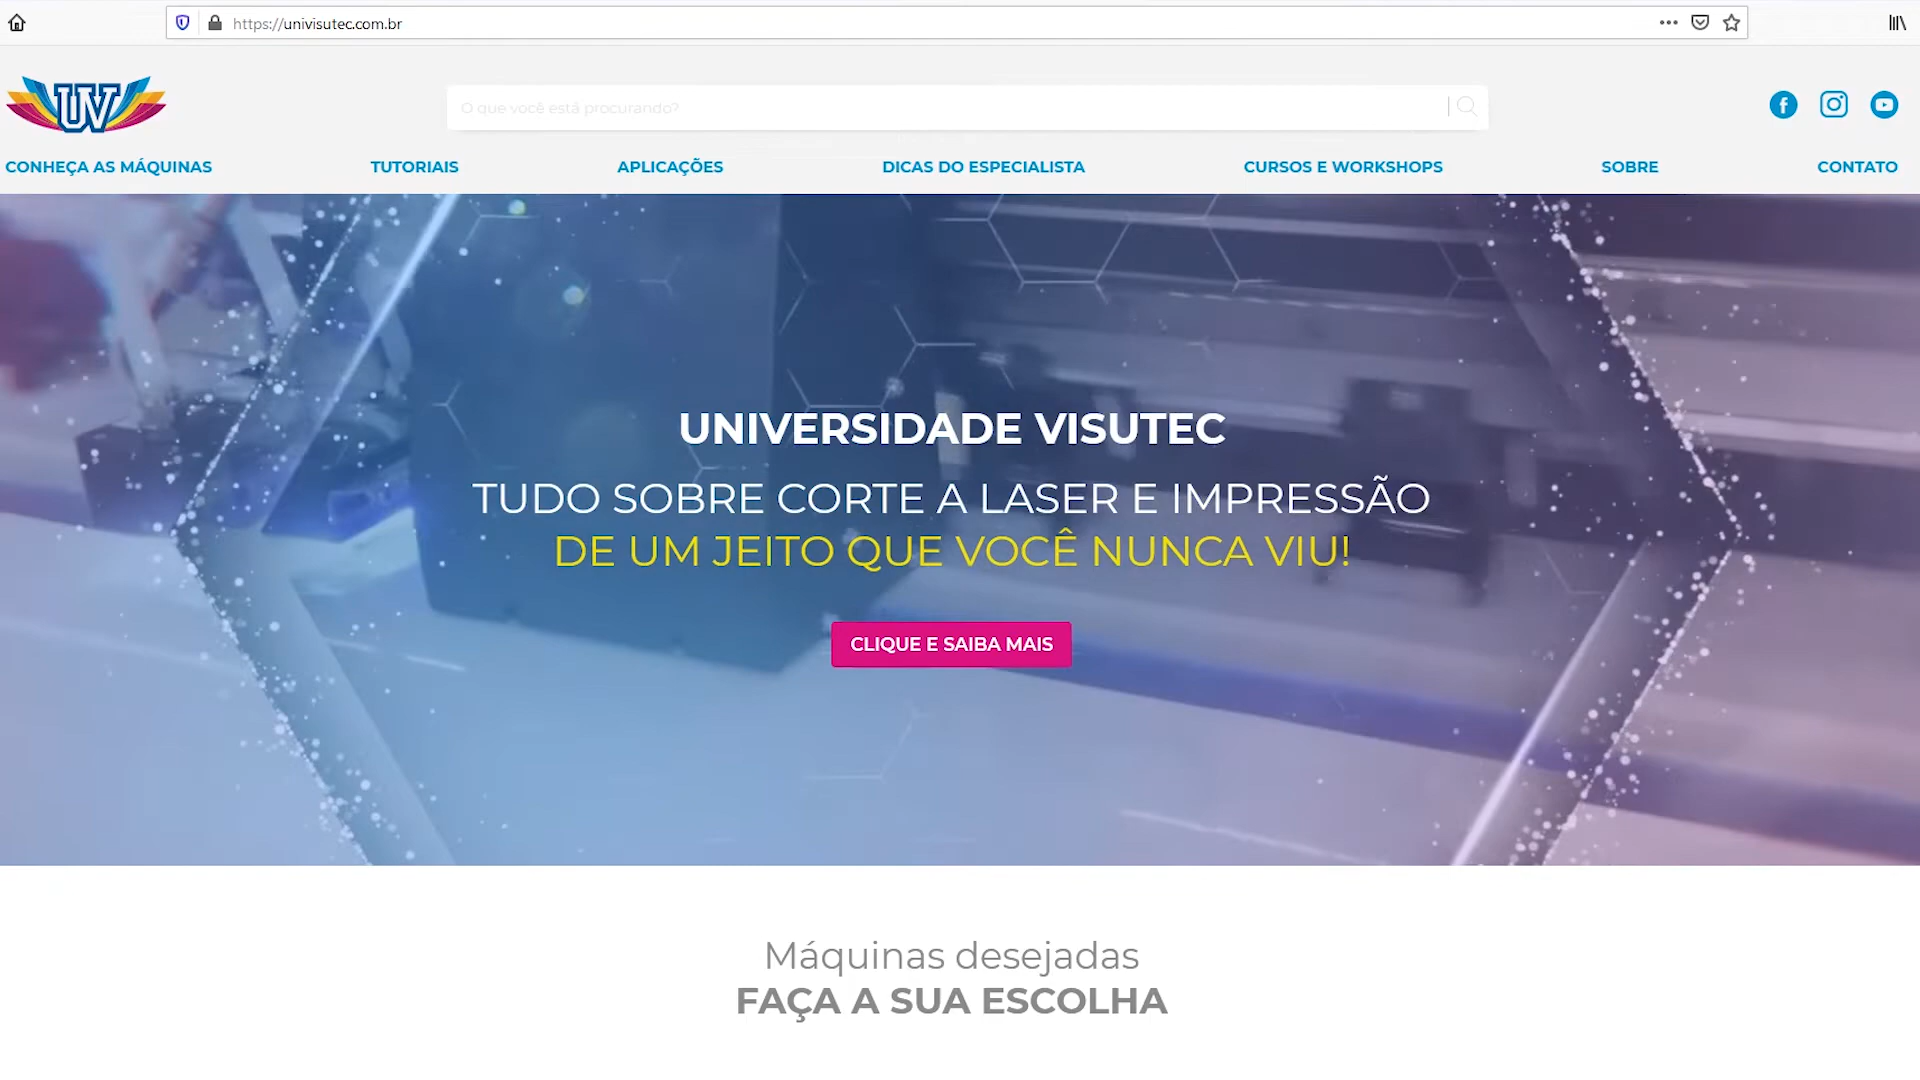 https://univisutec.com.br
UV
O que você está procurando?
CONHEÇA AS MÁQUINAS TUTORIAIS APLICAÇÕES DICAS DO ESPECIALISTA CURSOS E WORKSHOPS SOBRE CONTATO
UNIVERSIDADE VISUTEC
TUDO SOBRE CORTE A LASER E IMPRESSÃO
DE UM JEITO QUE VOCÊ NUNCA VIU!
CLIQUE E SAIBA MAIS
Máquinas desejadas
FAÇA A SUA ESCOLHA